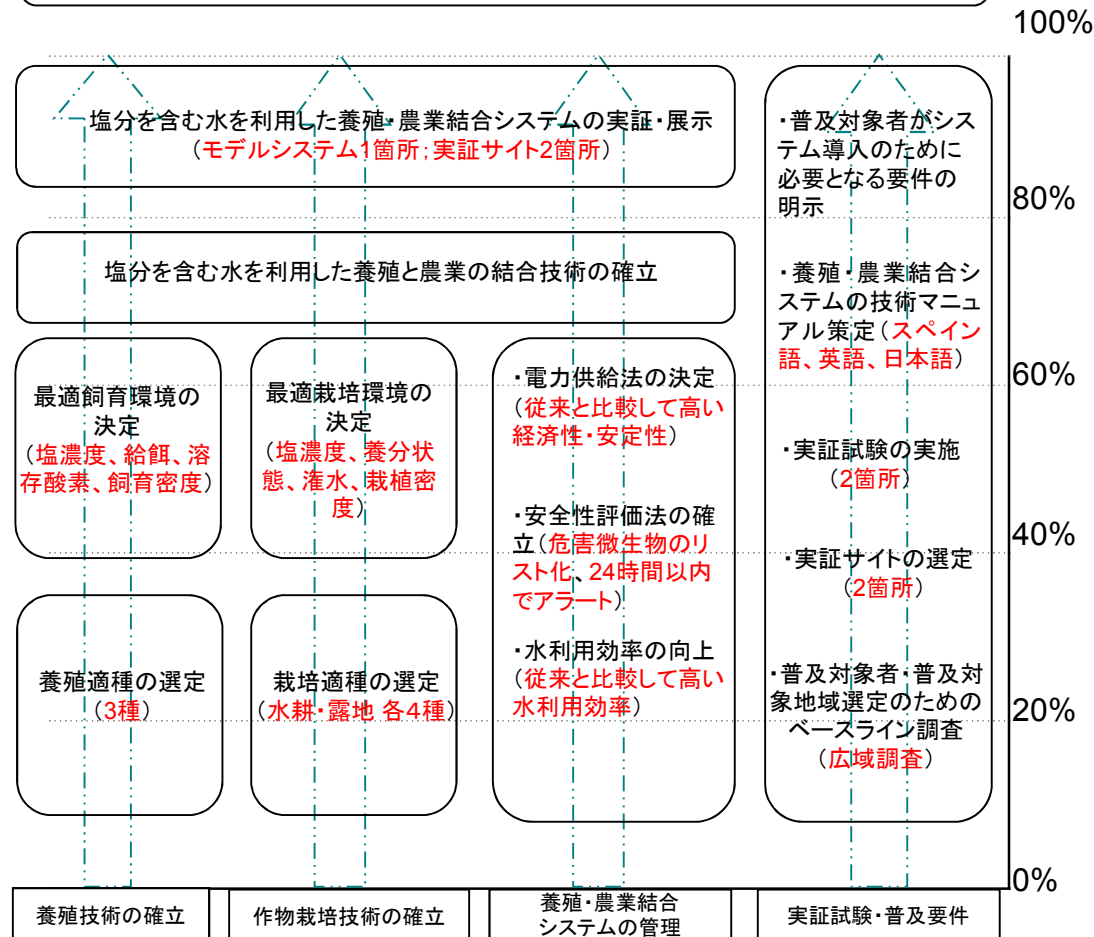 100%
塩分を含む水を利用した養殖・農業結合システムの実証・展示
（モデルシステム1箇所；実証サイト2箇所）
・普及対象者がシス
テム導入のために
必要となる要件の
明示
80%
塩分を含む水を利用した養殖と農業の結合技術の確立
・養殖・農業結合シ
ステムの技術マニュ
アル策定（スペイン
語、英語、日本語）
60%
最適飼育環境の
決定
（塩濃度、給餌、溶
存酸素、飼育密度）
最適栽培環境の
決定
（塩濃度、養分状
態、潅水、栽植密
度）
・電力供給法の決定
（従来と比較して高い
経済性・安定性）
・安全性評価法の確
立（危害微生物のリ
スト化、24時間以内
でアラート）
・水利用効率の向上
（従来と比較して高い
水利用効率）
・実証試験の実施
（2箇所）
40%
・実証サイトの選定
（2箇所）
養殖適種の選定
（3種）
栽培適種の選定
（水耕・露地 各4種）
・普及対象者・普及対
象地域選定のための
ベースライン調査
（広域調査）
20%
0%
養殖技術の確立
作物栽培技術の確立
養殖・農業結合
システムの管理
実証試験・普及要件